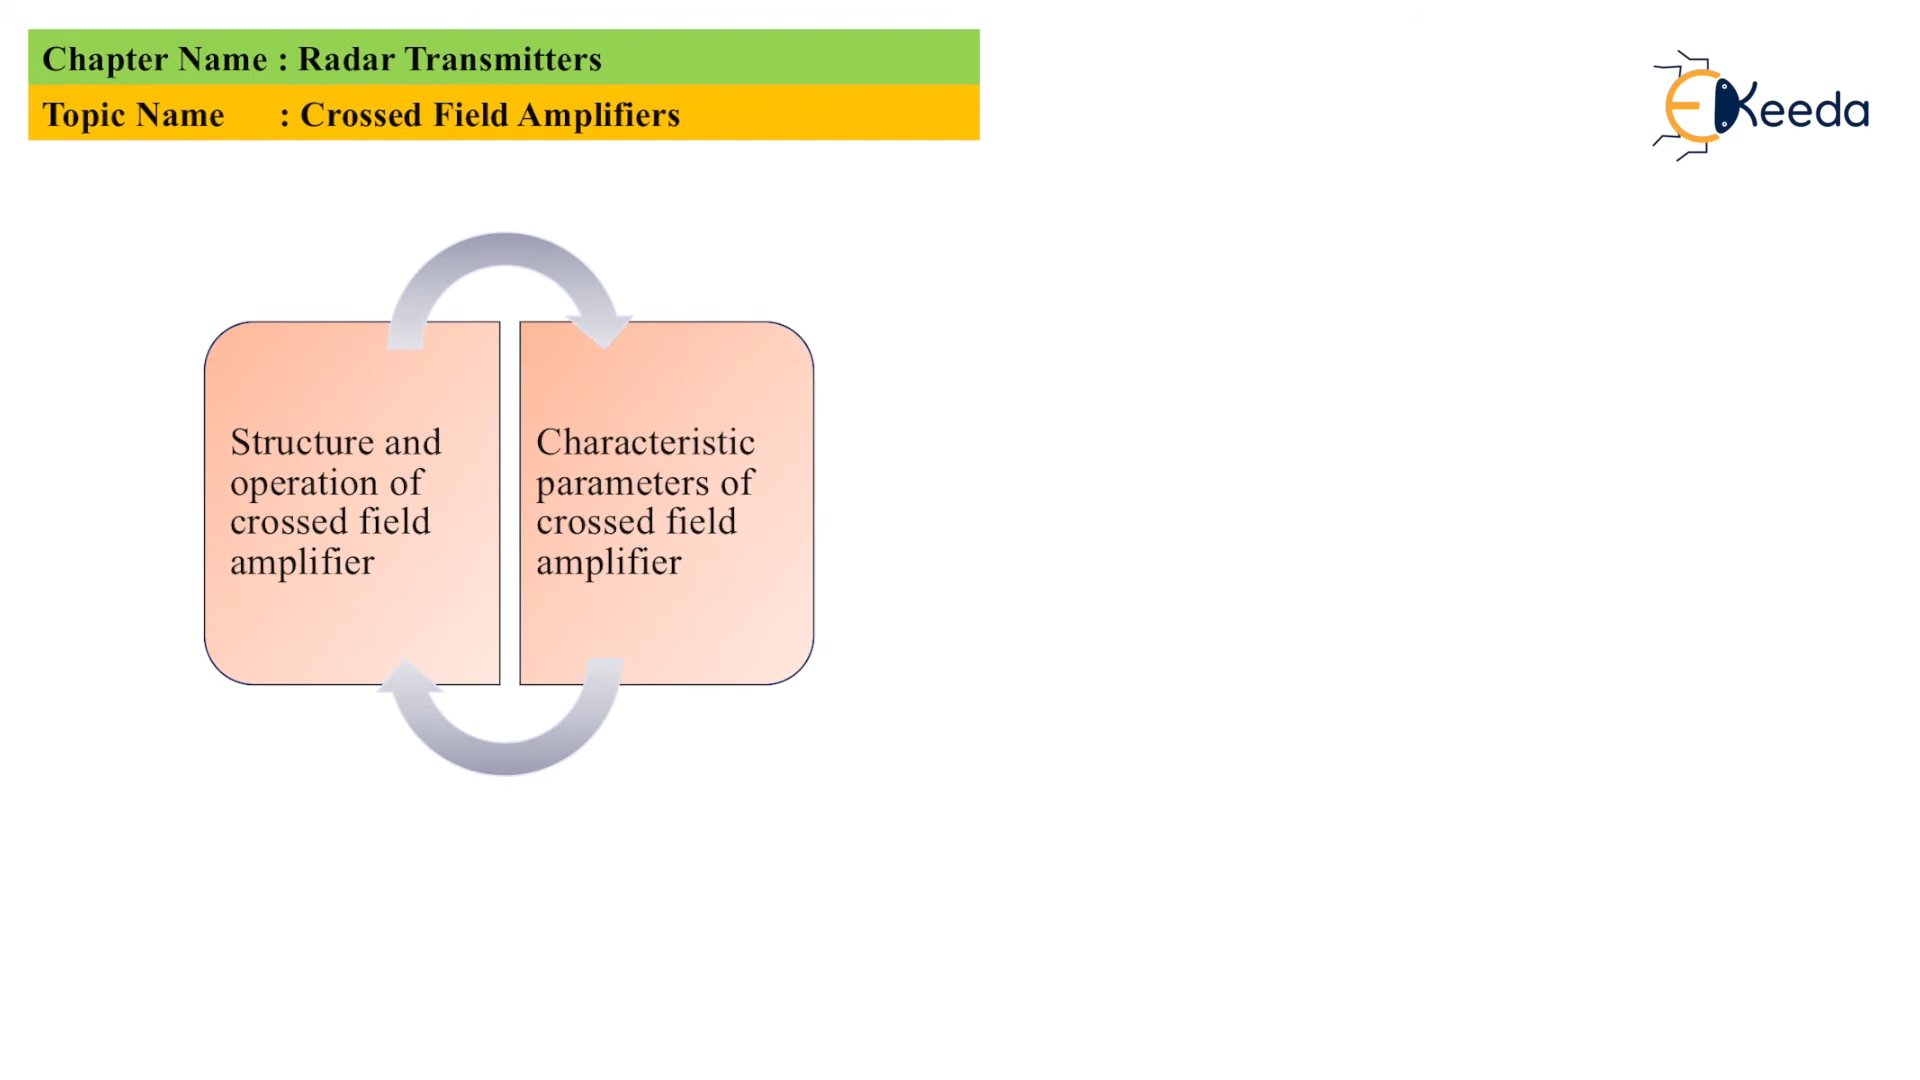 Chapter Name : Radar Transmitters
Topic Name : Crossed Field Amplifiers
EKeeda
Structure and
operation of
crossed field
amplifier
Characteristic
parameters of
crossed field
amplifier